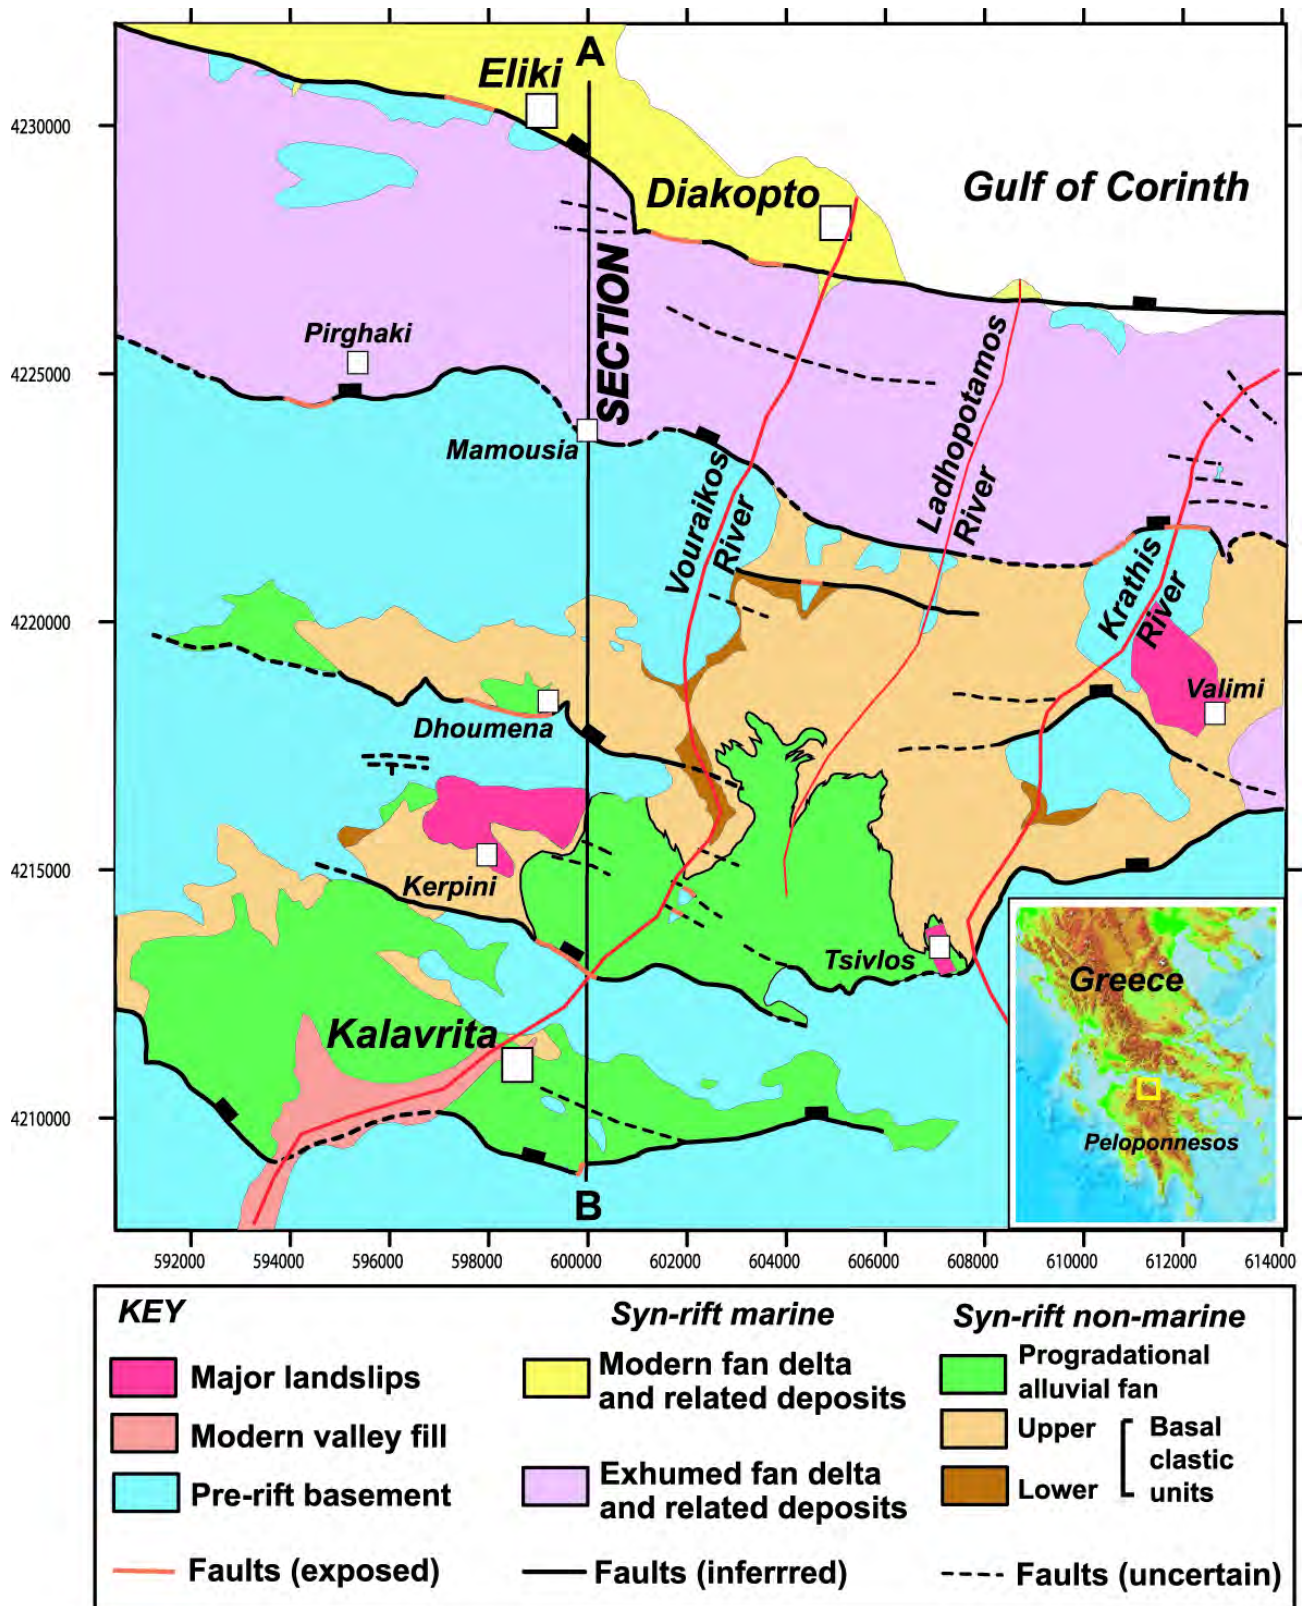 A
Eliki
4230000
Diakopto
Gulf of Corinth
SECTION
Pirghaki
4225000
Mamousia
Vouraikos
River
Ladhopotamos
River
Krathis
River
4220000
Valimi
Dhoumena
4215000
Kerpini
Tsivlos
Greece
Kalavrita
4210000
Peloponnesos
B
592000
594000
596000
598000
600000
602000
604000
606000
608000
610000
612000
614000
KEY
Major landslips
Modern valley fill
Pre-rift basement
Faults (exposed)
Syn-rift marine
Modern fan delta
and related deposits
Exhumed fan delta
and related deposits
Faults (inferrred)
Syn-rift non-marine
Progradational
alluvial fan
Upper
Lower
Basal
clastic
units
Faults (uncertain)